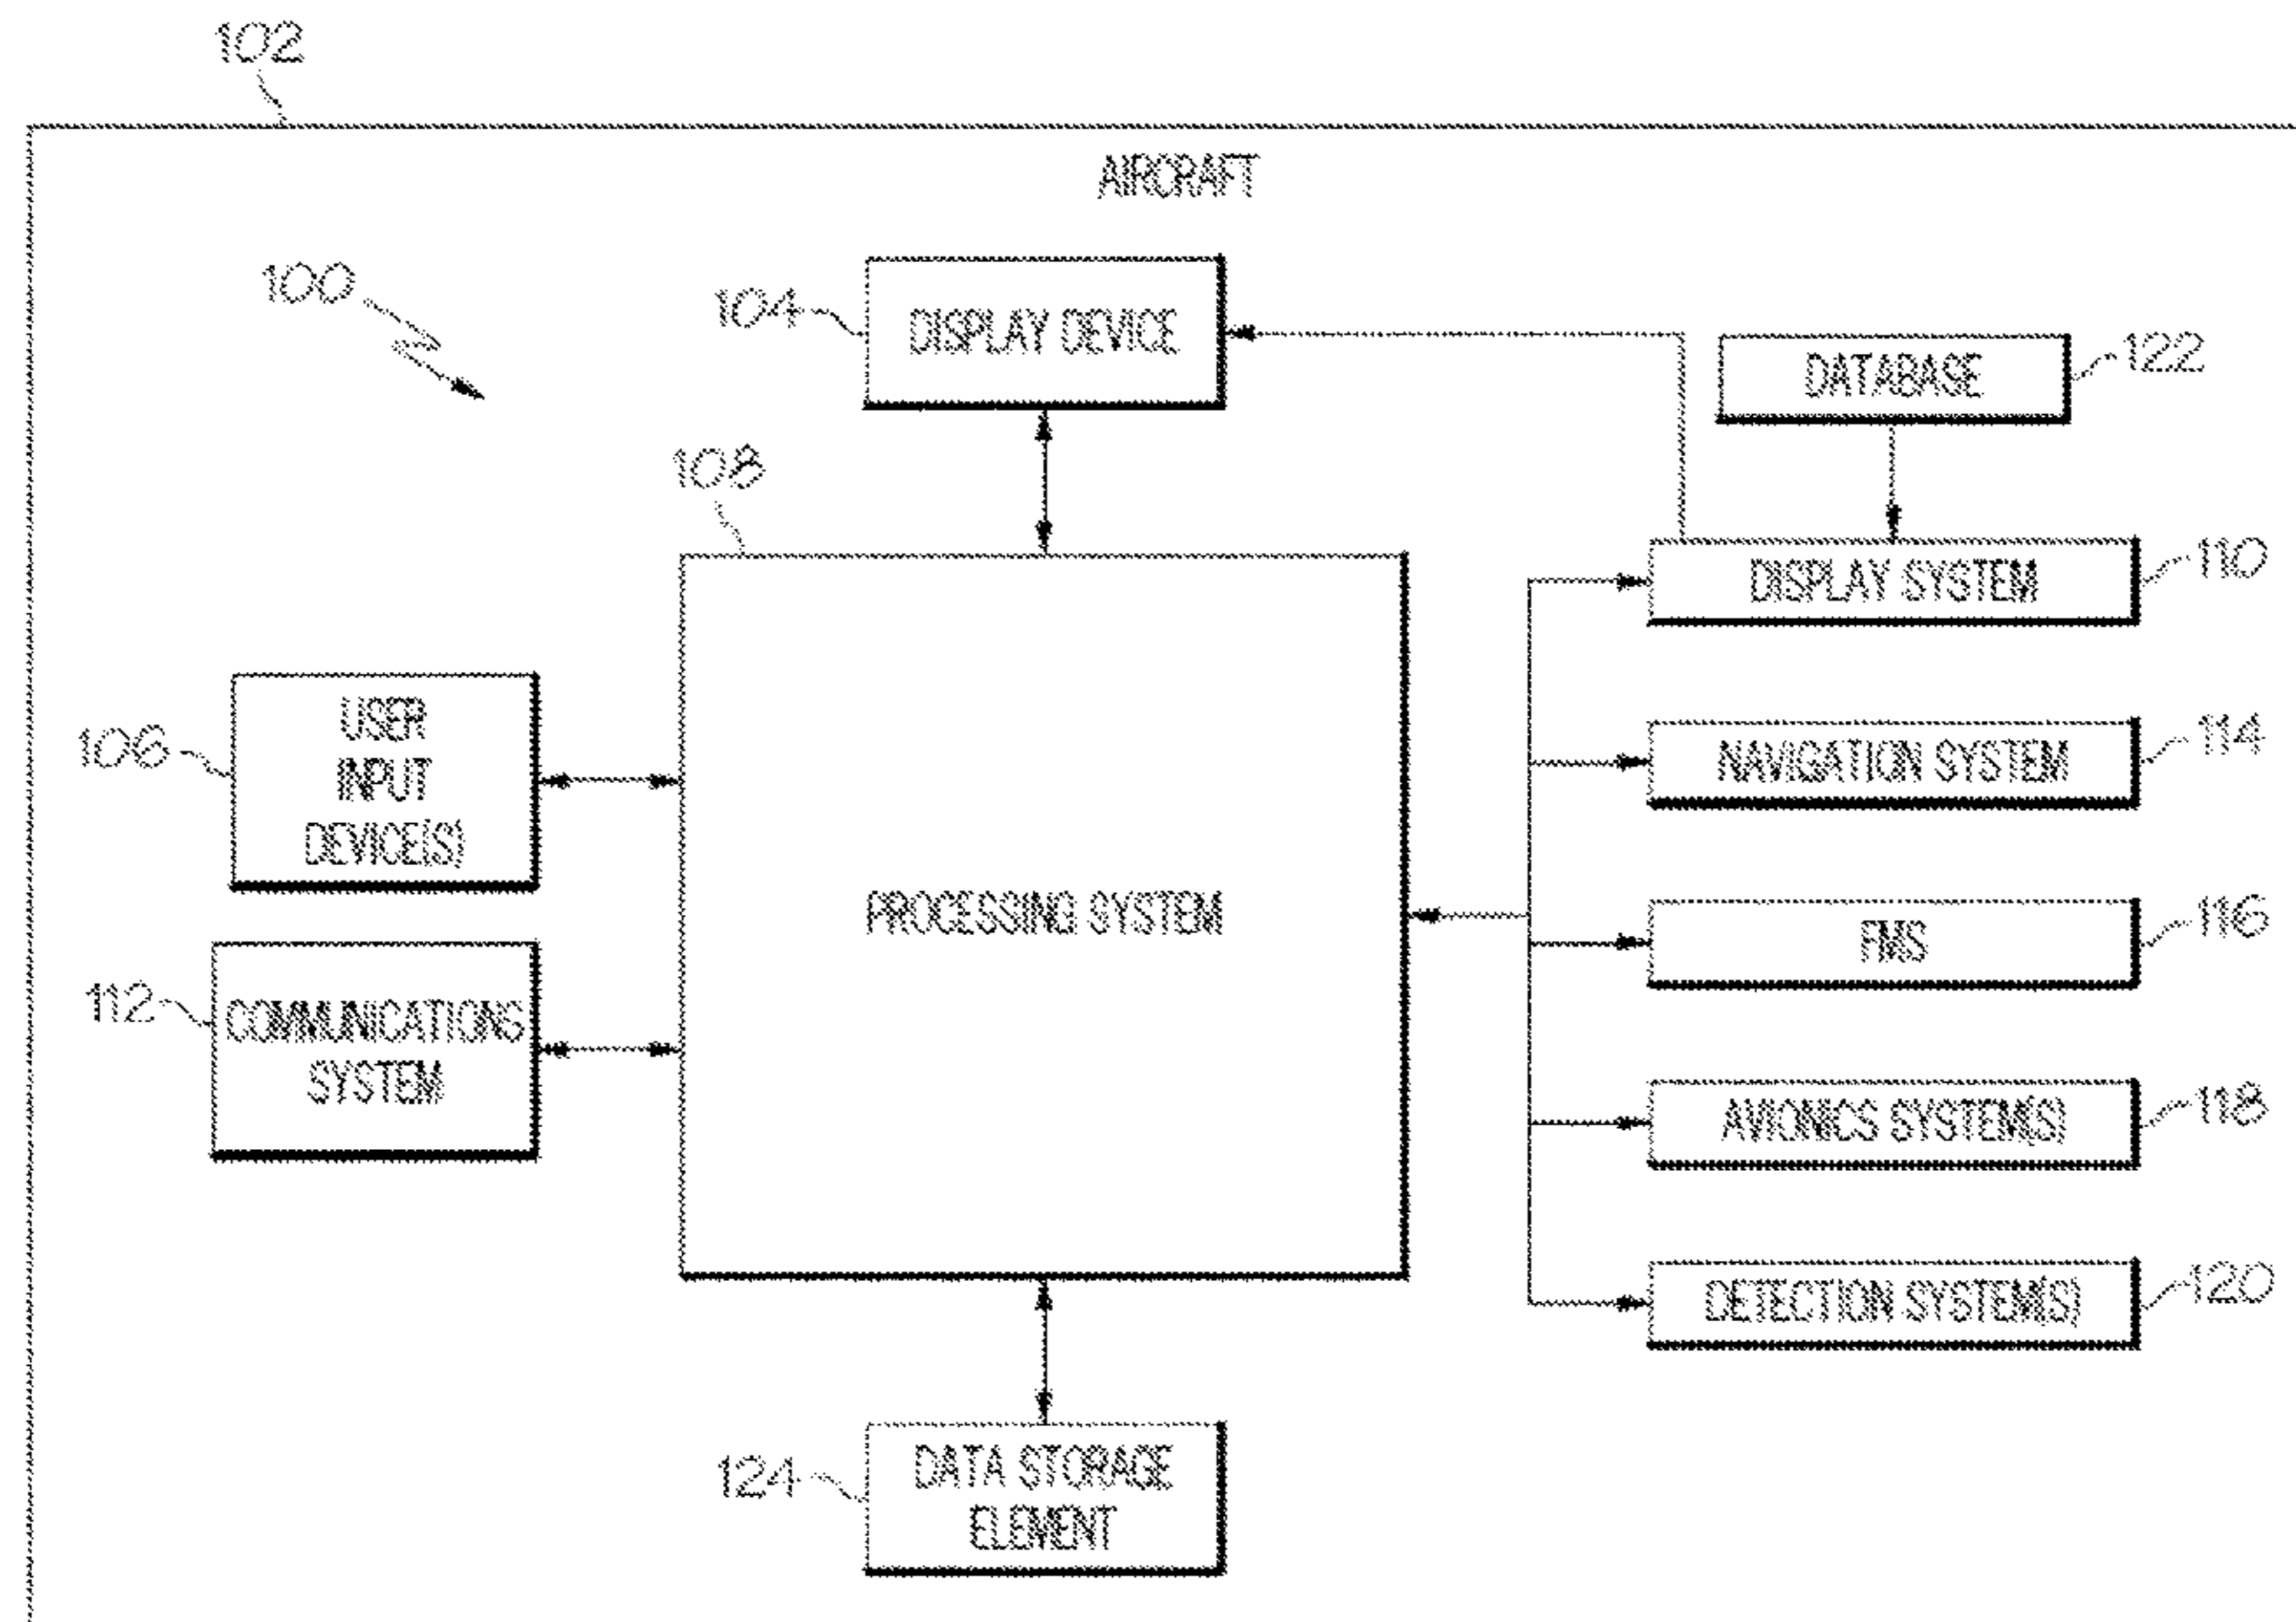 102
AIRCRAFT
100
104
DISPLAY DEVICE
DATABASE
122
108
DISPLAY SYSTEM
110
106
USER
INPUT
DEVICE(S)
NAVIGATION SYSTEM
114
PROCESSING SYSTEM
FMS
116
112
COMMUNICATIONS
SYSTEM
AVIONICS SYSTEM(S)
118
DETECTION SYSTEM(S)
120
124
DATA STORAGE
ELEMENT